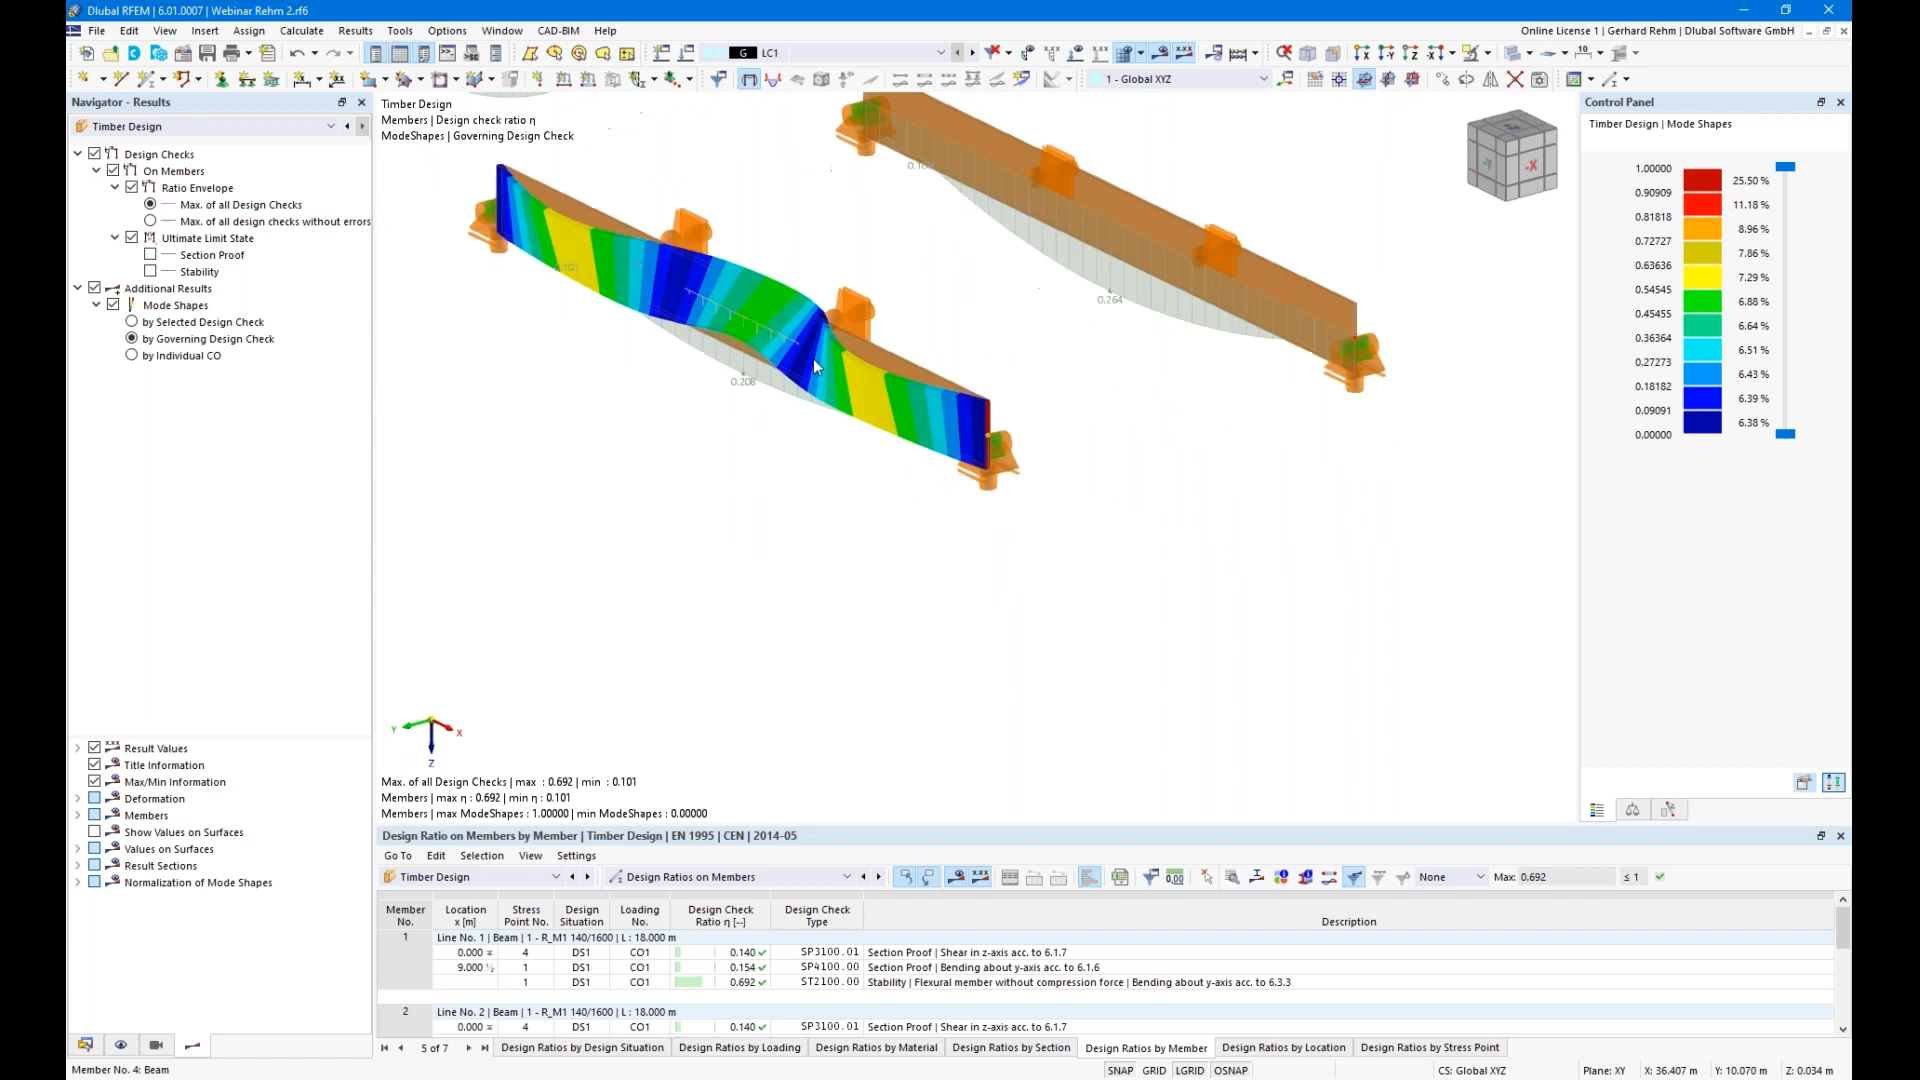 Dlubal RFEM | 6.01.0007 | Webinar Rehm 2.rf6
File Edit View Insert Assign Calculate Results Tools Options Window CAD-BIM Help
Online License 1 | Gerhard Rehm | Dlubal Software GmbH
G LC1
1 - Global XYZ
Navigator - Results
Timber Design
Design Checks
On Members
Ratio Envelope
Max. of all Design Checks
Max. of all design checks without errors
Ultimate Limit State
Section Proof
Stability
Additional Results
Mode Shapes
by Selected Design Check
by Governing Design Check
by Individual CO
Result Values
Title Information
Max/Min Information
Deformation
Members
Show Values on Surfaces
Values on Surfaces
Result Sections
Normalization of Mode Shapes
Timber Design
Members | Design check ratio η
ModeShapes | Governing Design Check
0.101
0.208
0.264
Y
X
Z
-Y
-X
Max. of all Design Checks | max : 0.692 | min : 0.101
Members | max η : 0.692 | min η : 0.101
Members | max ModeShapes : 1.00000 | min ModeShapes : 0.00000
Control Panel
Timber Design | Mode Shapes
1.00000
25.50 %
0.90909
11.18 %
0.81818
8.96 %
0.72727
7.86 %
0.63636
7.29 %
0.54545
6.88 %
0.45455
6.64 %
0.36364
6.51 %
0.27273
6.43 %
0.18182
6.39 %
0.09091
6.38 %
0.00000
Design Ratio on Members by Member | Timber Design | EN 1995 | CEN | 2014-05
Go To Edit Selection View Settings
Timber Design Design Ratios on Members None Max: 0.692 ≤ 1
Member Location Stress Design Loading Design Check Design Check
No. x [m] Point No. Situation No. Ratio η [--] Type Description
1 Line No. 1 | Beam | 1 - R_M1 140/1600 | L : 18.000 m
0.000 4 DS1 CO1 0.140 SP3100.01 Section Proof | Shear in z-axis acc. to 6.1.7
9.000 ½ 1 DS1 CO1 0.154 SP4100.00 Section Proof | Bending about y-axis acc. to 6.1.6
1 DS1 CO1 0.692 ST2100.00 Stability | Flexural member without compression force | Bending about y-axis acc. to 6.3.3
2 Line No. 2 | Beam | 1 - R_M1 140/1600 | L : 18.000 m
0.000 4 DS1 CO1 0.140 SP3100.01 Section Proof | Shear in z-axis acc. to 6.1.7
5 of 7 Design Ratios by Design Situation Design Ratios by Loading Design Ratios by Material Design Ratios by Section Design Ratios by Member Design Ratios by Location Design Ratios by Stress Point
Member No. 4: Beam SNAP GRID LGRID OSNAP CS: Global XYZ Plane: XY X: 36.407 m Y: 10.070 m Z: 0.034 m